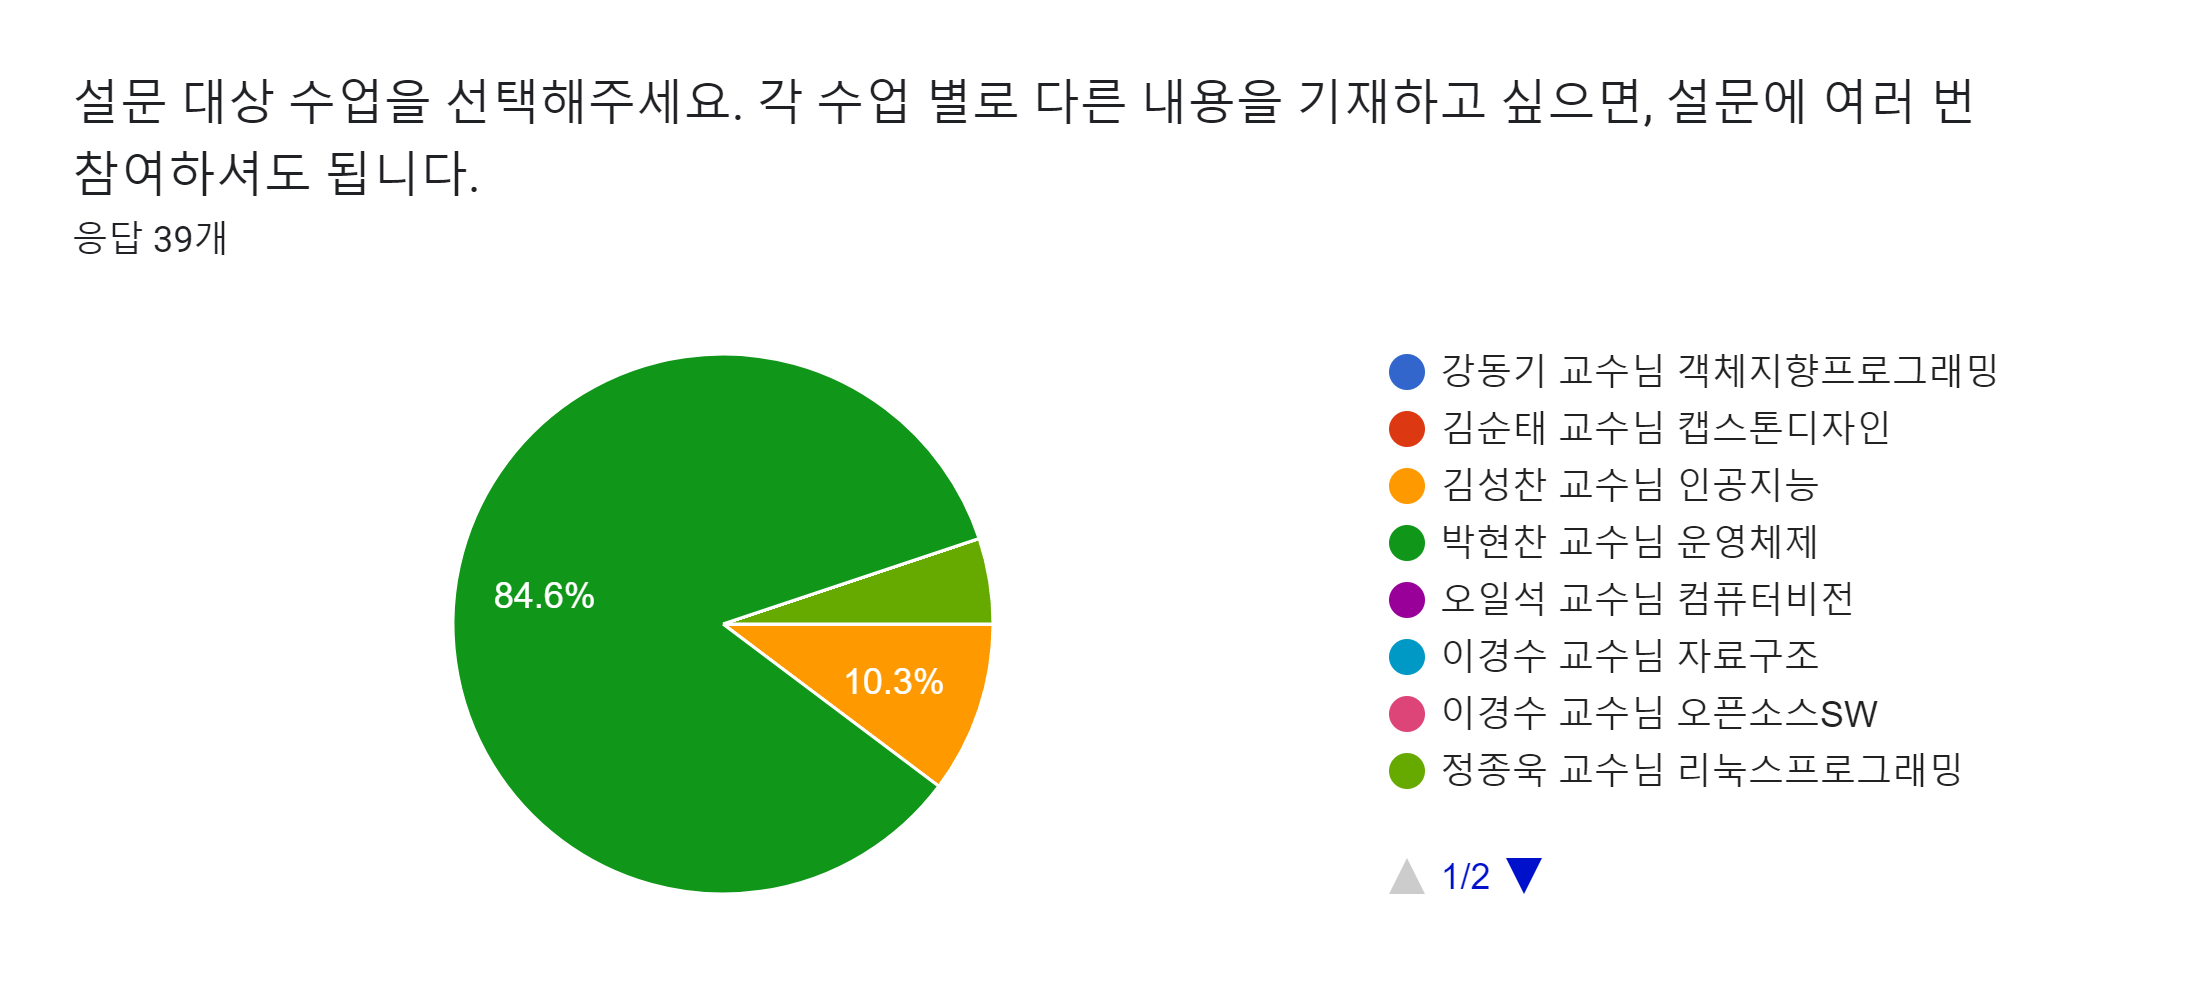 설문 대상 수업을 선택해주세요. 각 수업 별로 다른 내용을 기재하고 싶으면, 설문에 여러 번
참여하셔도 됩니다.
응답 39개
84.6%
10.3%
강동기 교수님 객체지향프로그래밍
김순태 교수님 캡스톤디자인
김성찬 교수님 인공지능
박현찬 교수님 운영체제
오일석 교수님 컴퓨터비전
이경수 교수님 자료구조
이경수 교수님 오픈소스SW
정종욱 교수님 리눅스프로그래밍
1/2